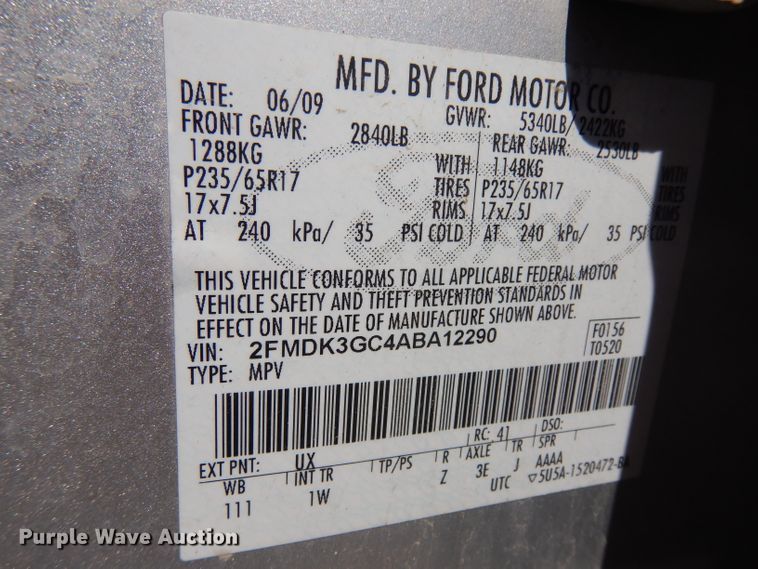 MFD. BY FORD MOTOR CO.
DATE: 06/09 GVWR: 5340LB/ 2422KG
FRONT GAWR: 2840LB REAR GAWR: 2530LB
1288KG WITH 1148KG WITH
P235/65R17 TIRES P235/65R17 TIRES
17x7.5J RIMS 17x7.5J RIMS
AT 240 kPa/ 35 PSI COLD AT 240 kPa/ 35 PSI COLD
THIS VEHICLE CONFORMS TO ALL APPLICABLE FEDERAL MOTOR
VEHICLE SAFETY AND THEFT PREVENTION STANDARDS IN
EFFECT ON THE DATE OF MANUFACTURE SHOWN ABOVE.
VIN: 2FMDK3GC4ABA12290 F0156
TYPE: MPV T0520
RC: 41 DSO:
EXT PNT: UX
WB INT TR TP/PS R AXLE TR SPR
111 1W Z 3E J AAAA
UTC ▽5U5A-1520472-BA
Ford
Purple Wave Auction